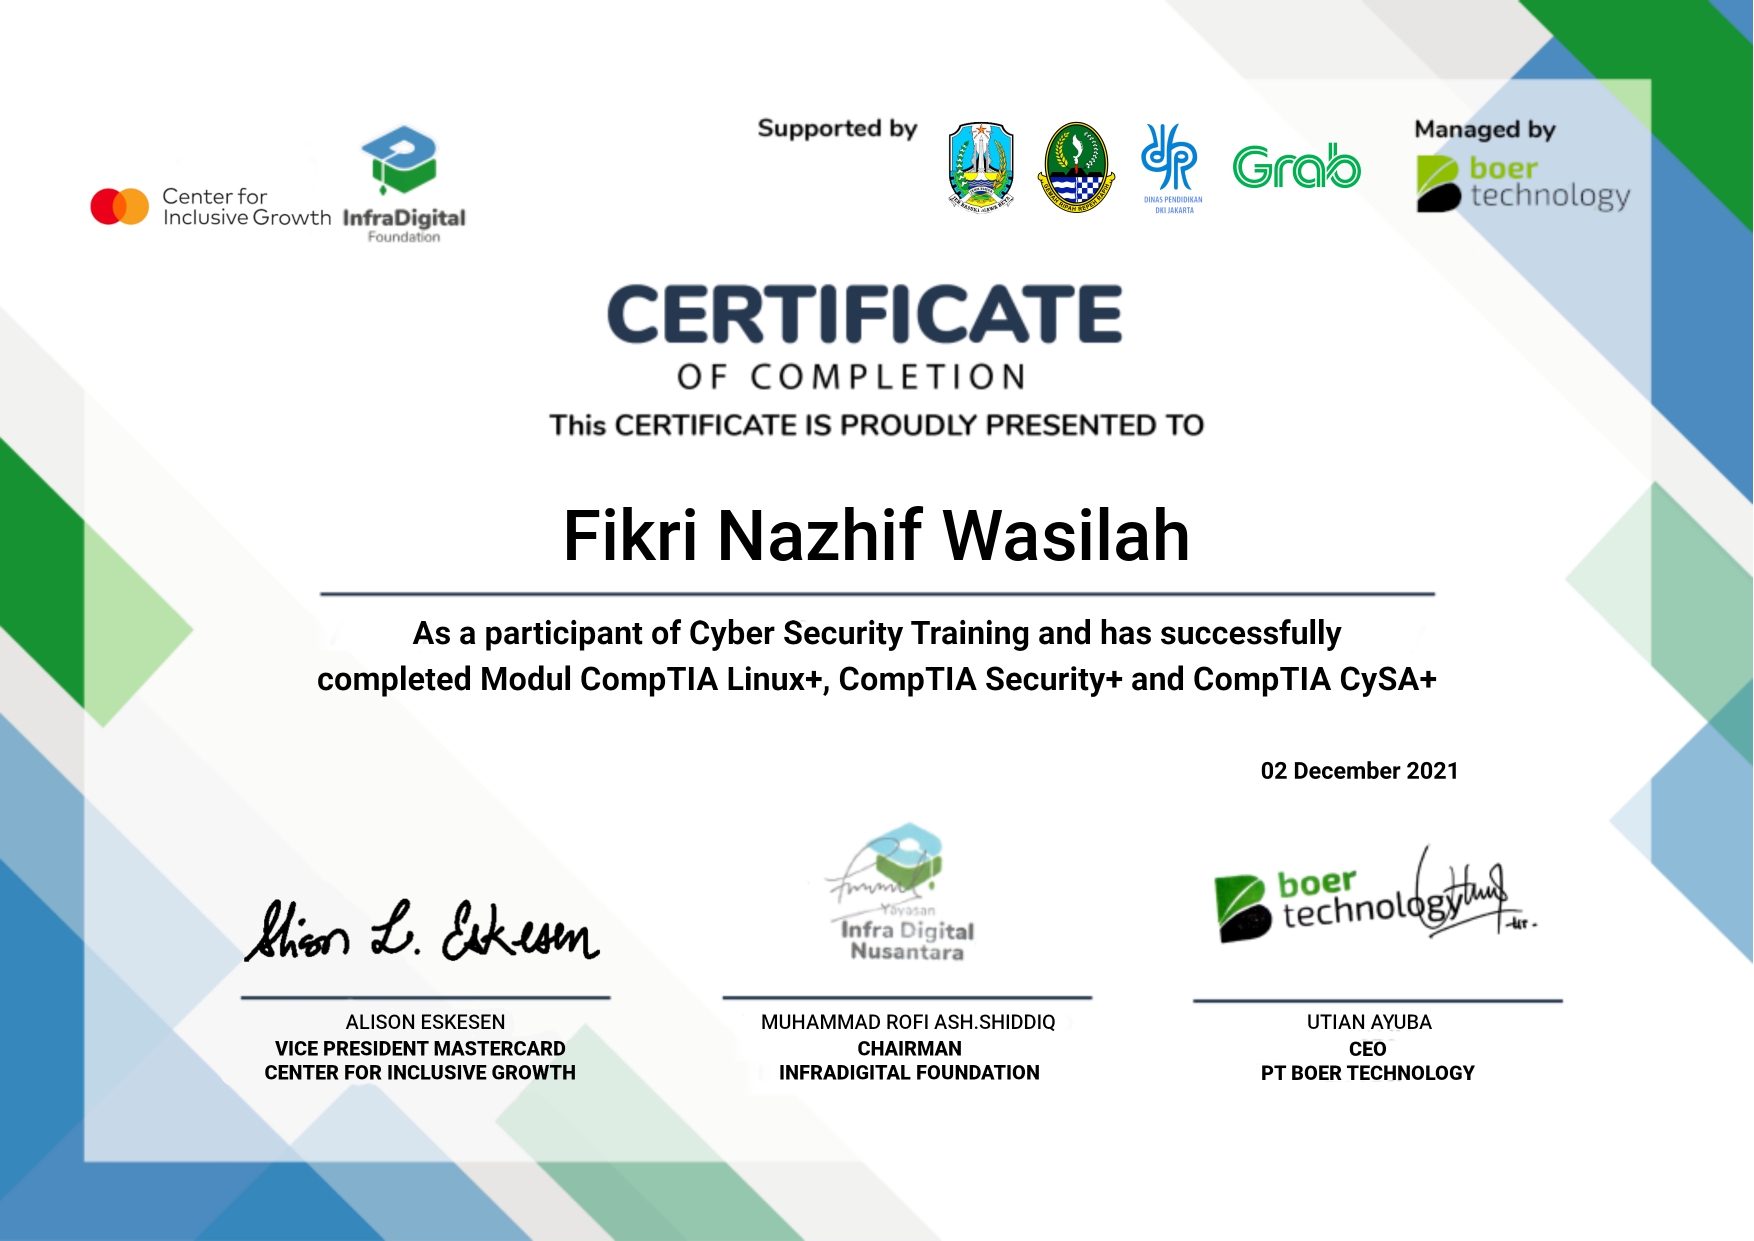 Supported by
Managed by
Center for
Inclusive Growth
InfraDigital
Foundation
DINAS PENDIDIKAN
DKI JAKARTA
Grab
boer
technology
CERTIFICATE
OF COMPLETION
This CERTIFICATE IS PROUDLY PRESENTED TO
Fikri Nazhif Wasilah
As a participant of Cyber Security Training and has successfully
completed Modul CompTIA Linux+, CompTIA Security+ and CompTIA CySA+
02 December 2021
Alison L. Eskesen
Yayasan
Infra Digital
Nusantara
boer
technology
ALISON ESKESEN
VICE PRESIDENT MASTERCARD
CENTER FOR INCLUSIVE GROWTH
MUHAMMAD ROFI ASH.SHIDDIQ
CHAIRMAN
INFRADIGITAL FOUNDATION
UTIAN AYUBA
CEO
PT BOER TECHNOLOGY